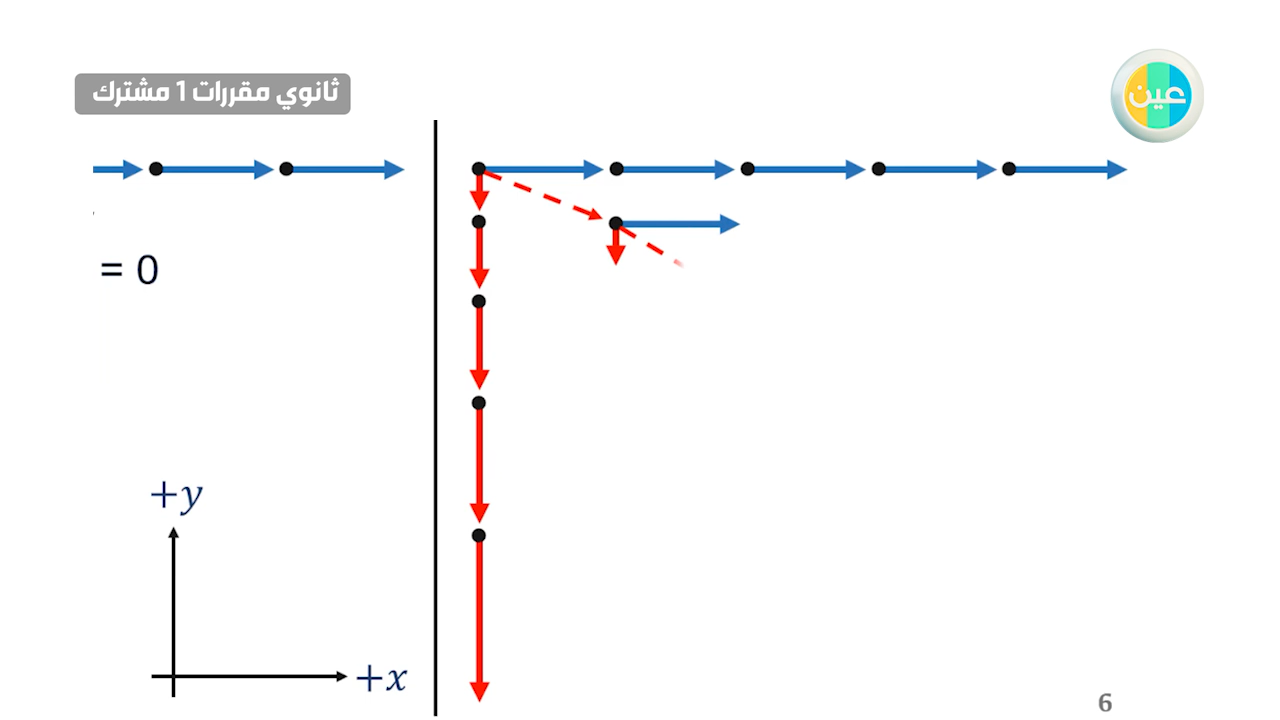 ثانوي مقررات 1 مشترك
عين
= 0
+y
+x
6